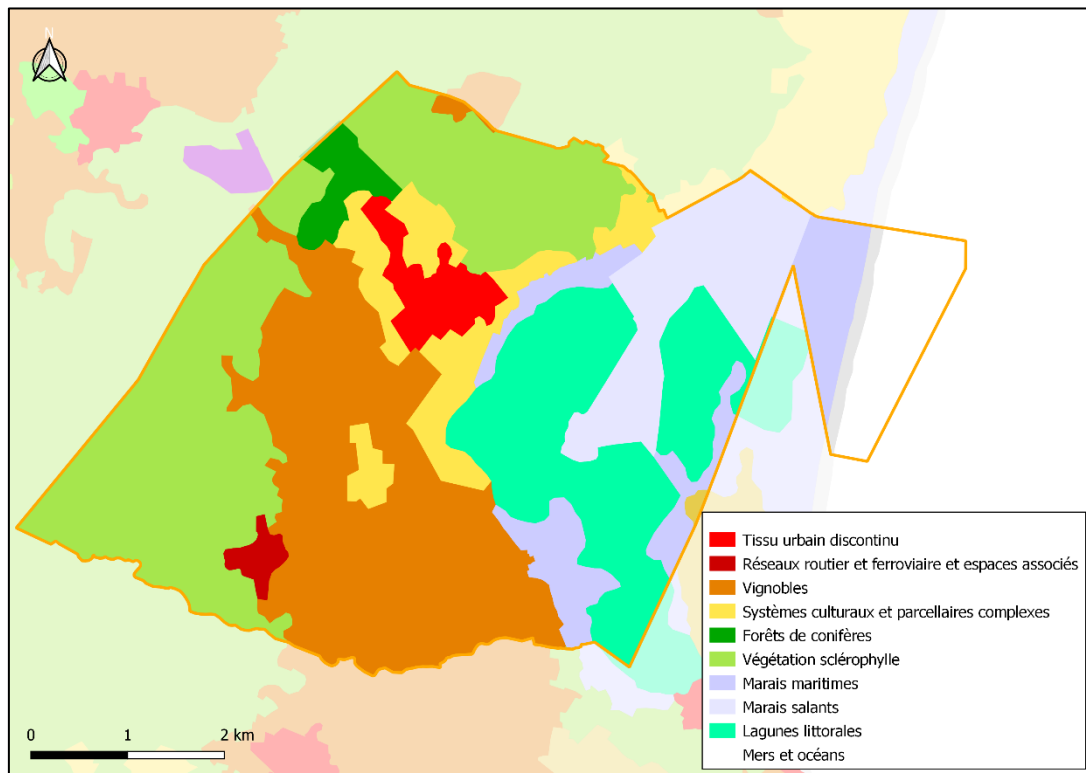 N
Tissu urbain discontinu
Réseaux routier et ferroviaire et espaces associés
Vignobles
Systèmes culturaux et parcellaires complexes
Forêts de conifères
Végétation sclérophylle
Marais maritimes
Marais salants
Lagunes littorales
Mers et océans
0 1 2 km